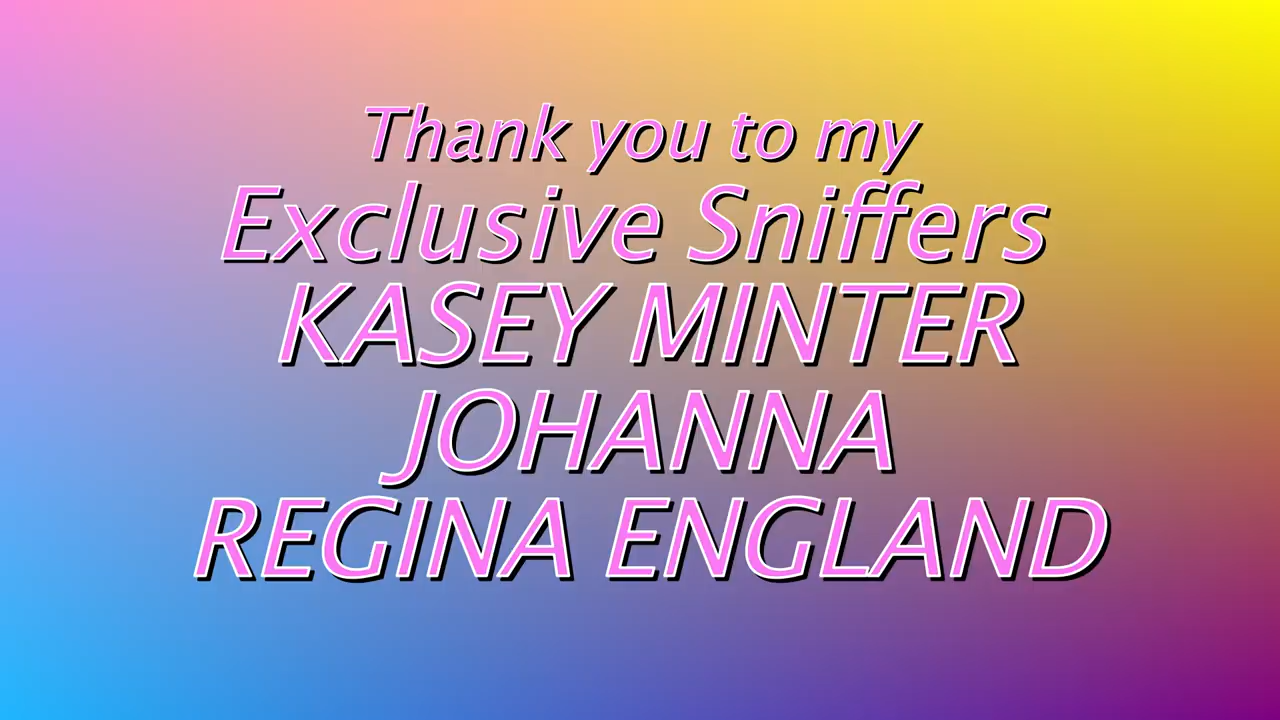 Thank you to my
Exclusive Sniffers
KASEY MINTER
JOHANNA
REGINA ENGLAND